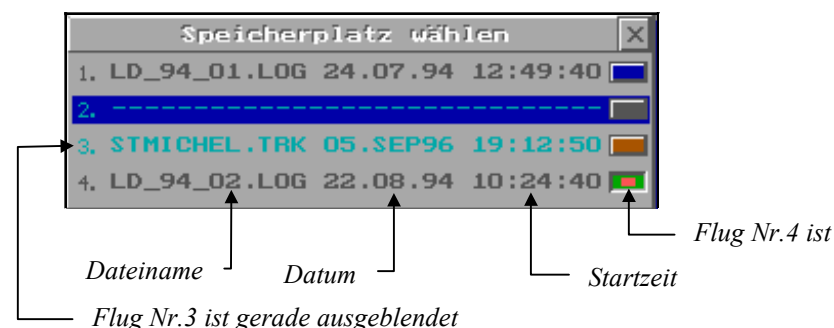 Speicherplatz wählen
1. LD_94_01.LOG 24.07.94 12:49:40
2. ----------------------------------
3. STMICHEL.TRK 05.SEP96 19:12:50
4. LD_94_02.LOG 22.08.94 10:24:40
Flug Nr.4 ist
Dateiname Datum Startzeit
Flug Nr.3 ist gerade ausgeblendet